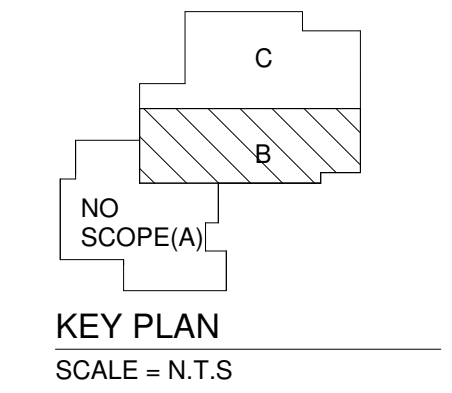 C
B
NO
SCOPE(A)
KEY PLAN
SCALE = N.T.S